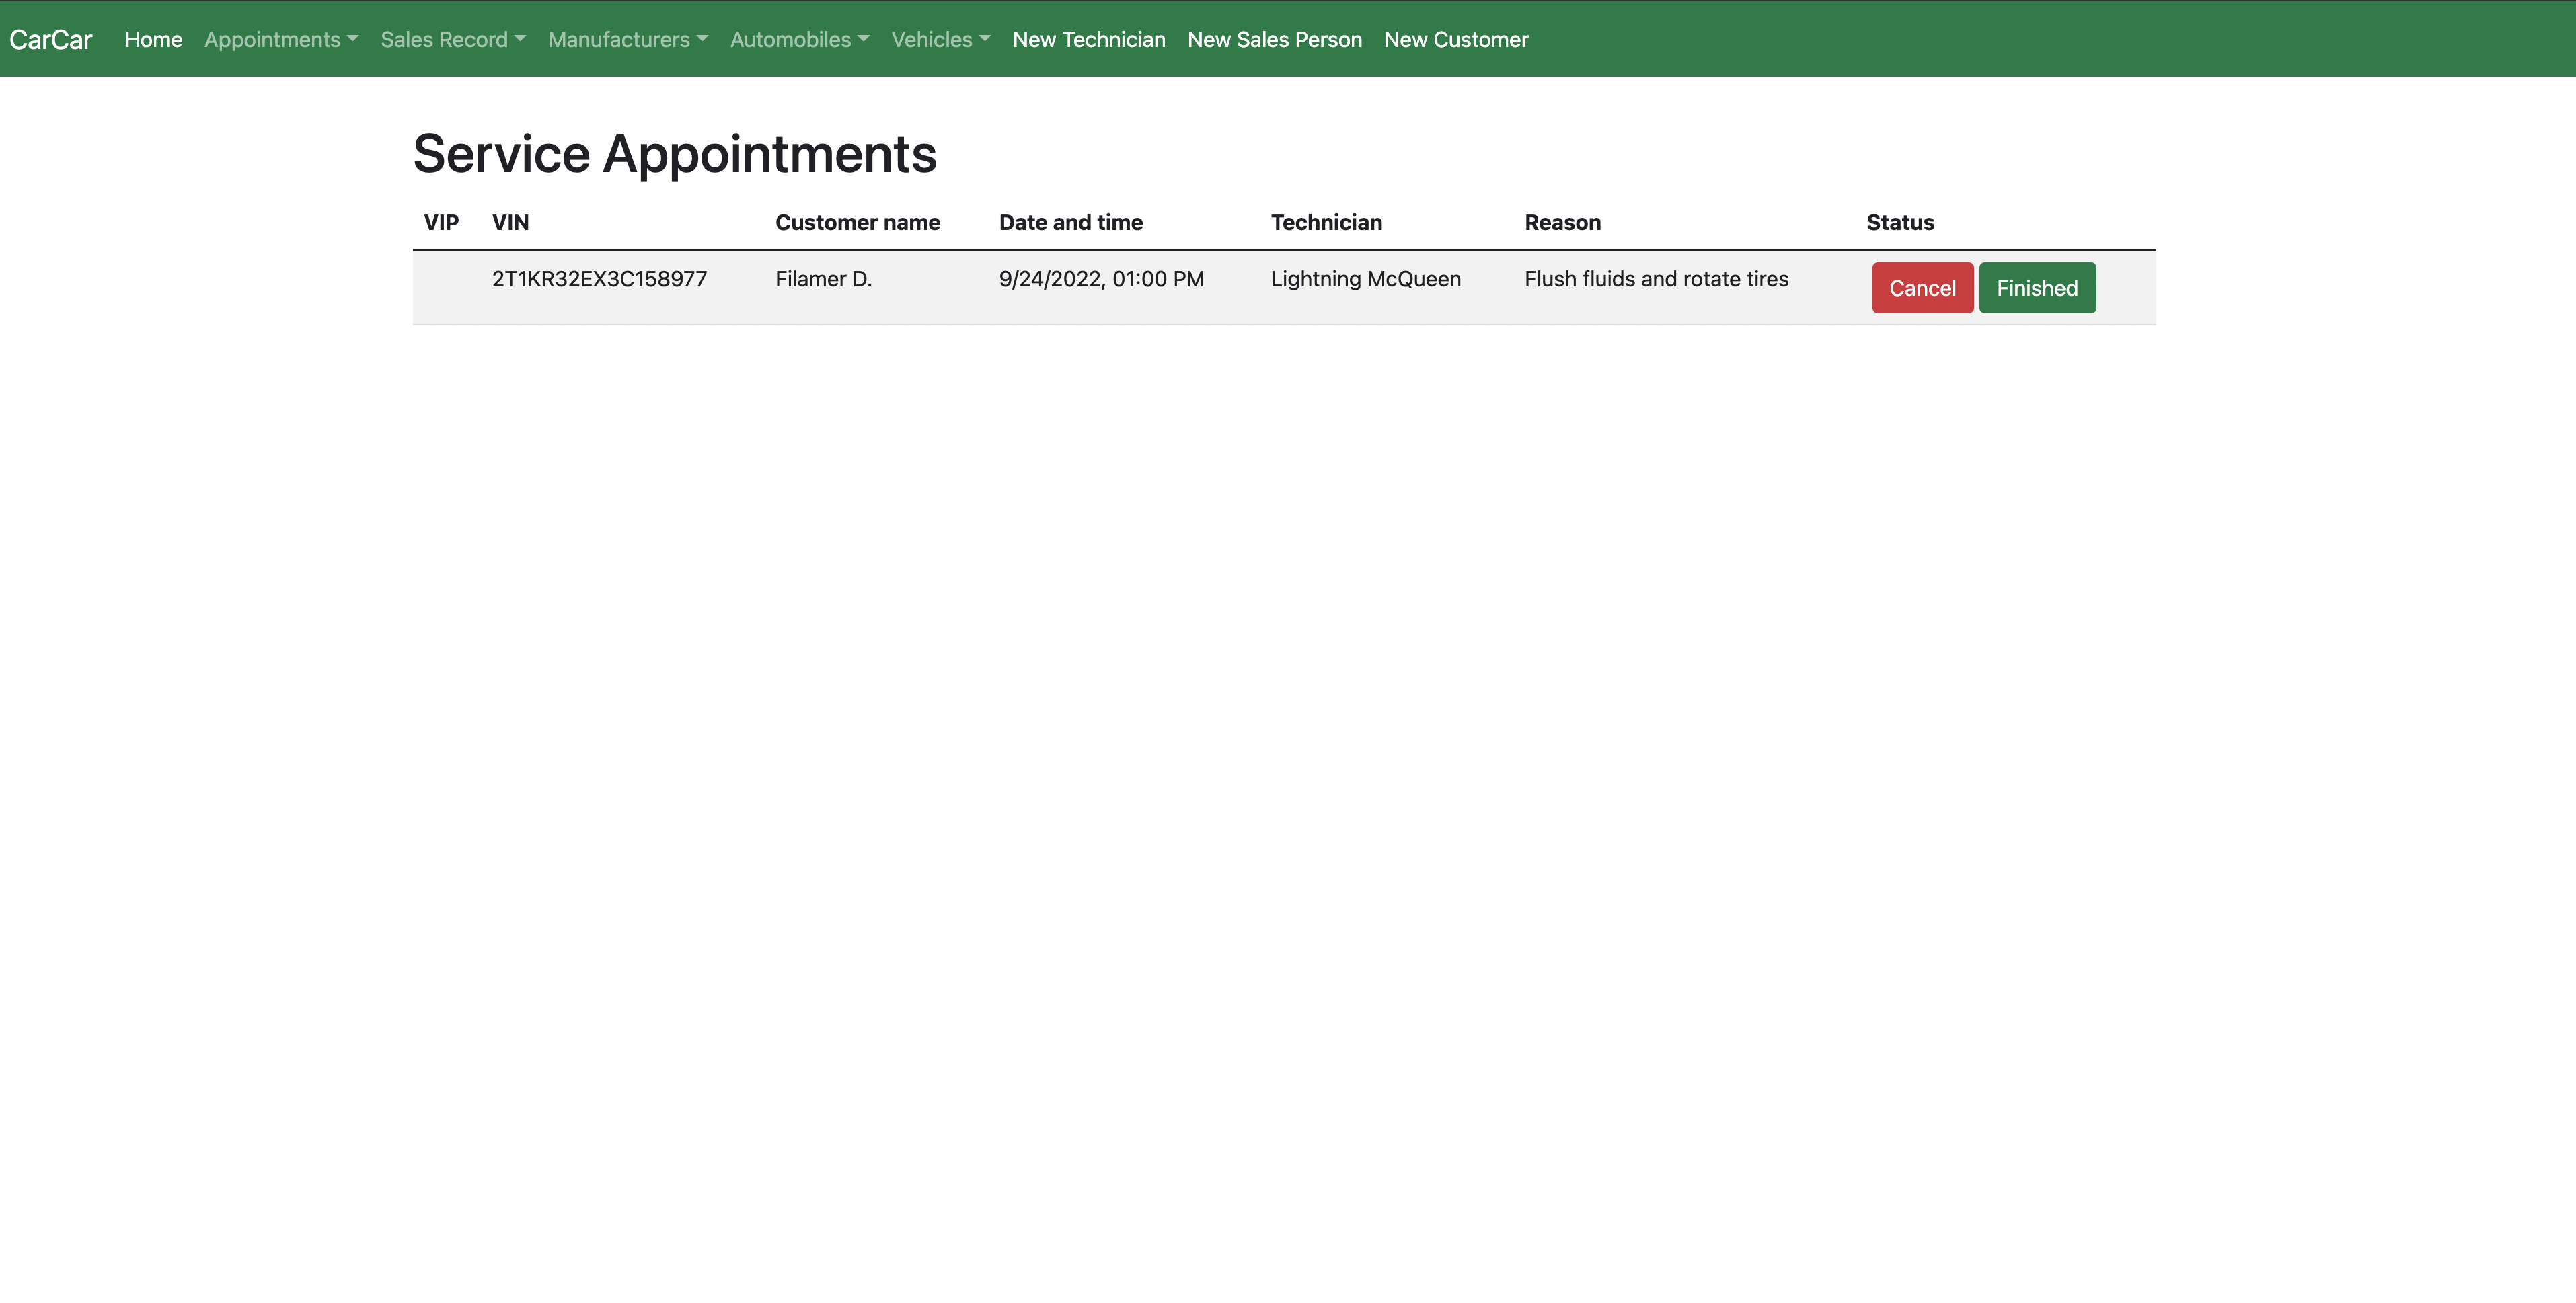 CarCar Home Appointments Sales Record Manufacturers Automobiles Vehicles New Technician New Sales Person New Customer
Service Appointments
VIP VIN Customer name Date and time Technician Reason Status
2T1KR32EX3C158977 Filamer D. 9/24/2022, 01:00 PM Lightning McQueen Flush fluids and rotate tires Cancel Finished